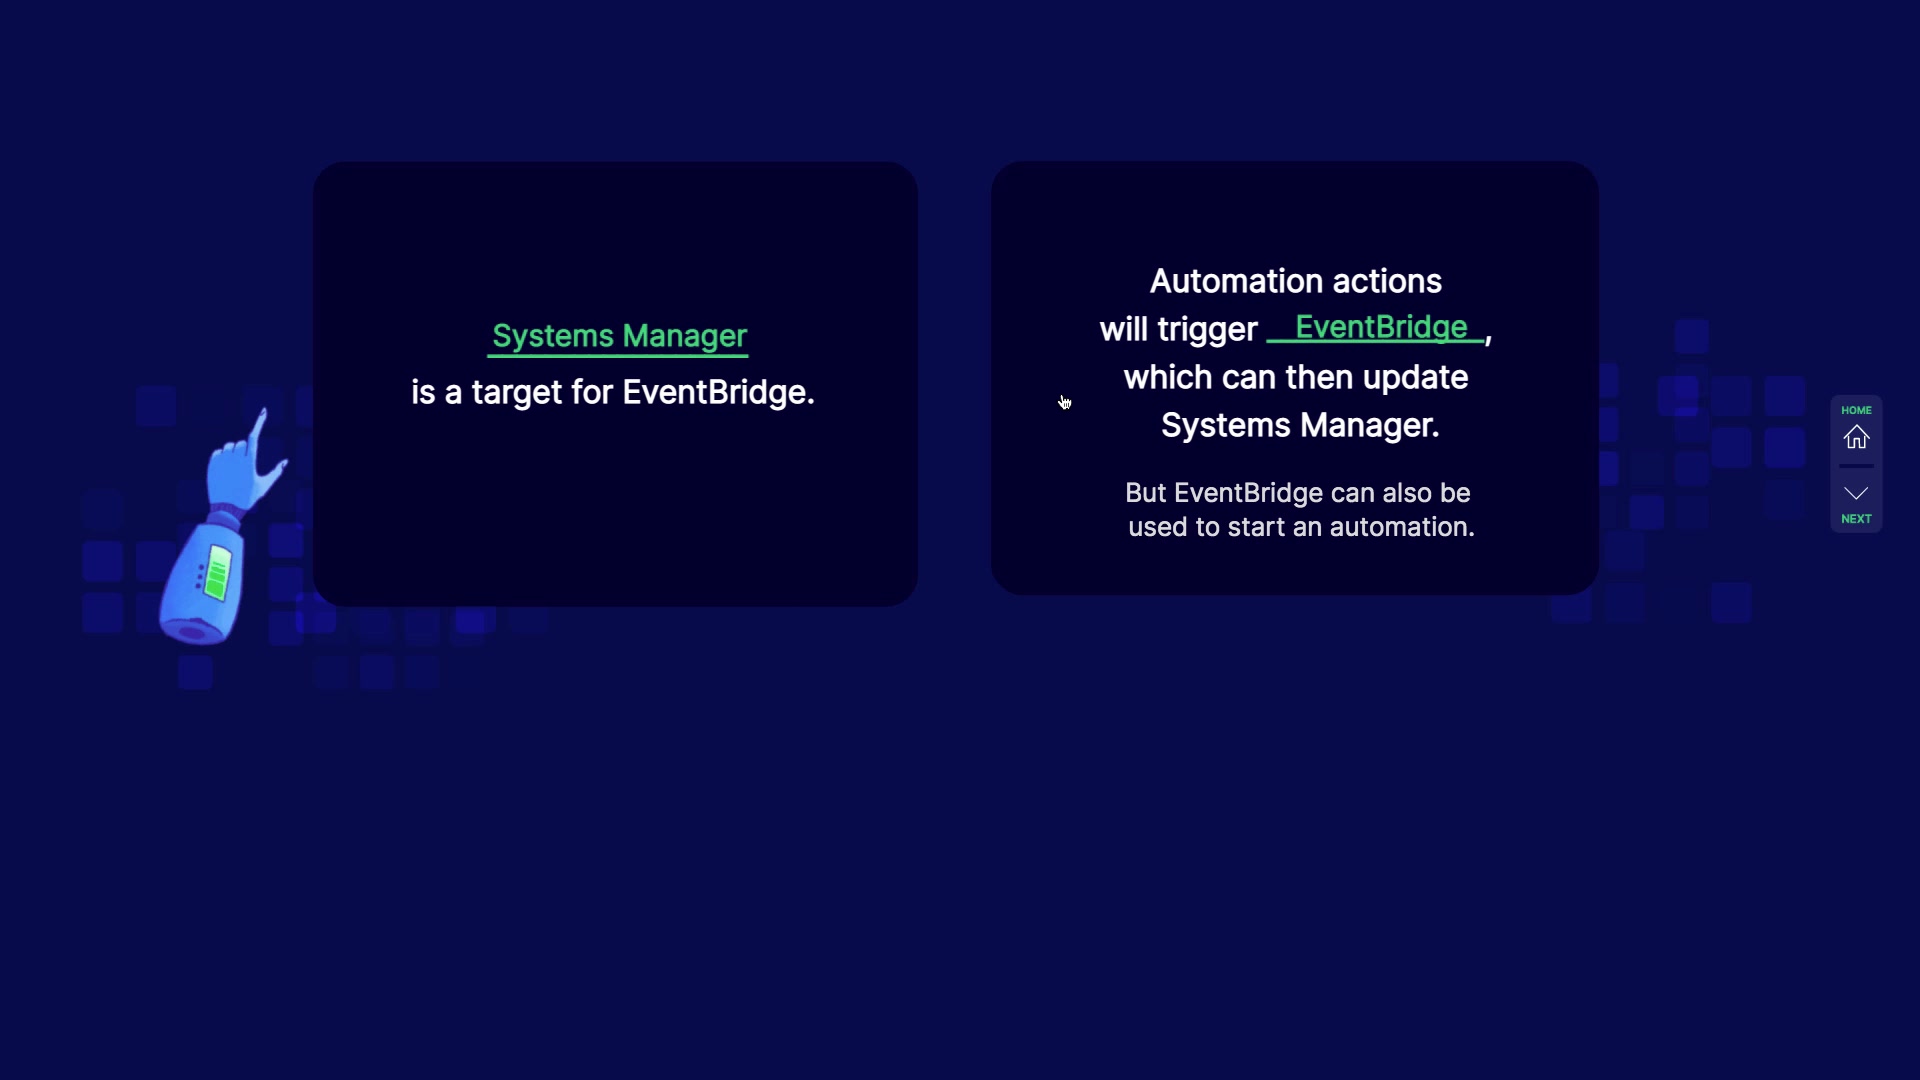 Systems Manager
is a target for EventBridge.
Automation actions
will trigger __EventBridge_,
which can then update
Systems Manager.
But EventBridge can also be
used to start an automation.
HOME
NEXT